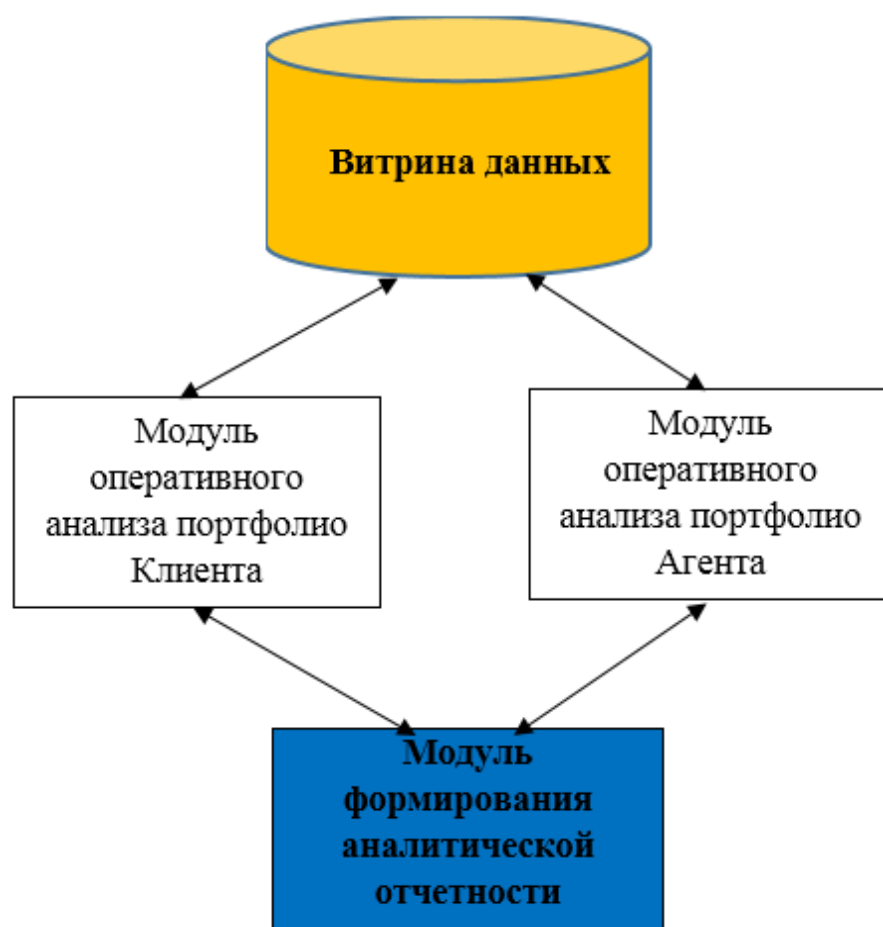 Витрина данных
Модуль
оперативного
анализа портфолио
Клиента
Модуль
оперативного
анализа портфолио
Агента
Модуль
формирования
аналитической
отчетности